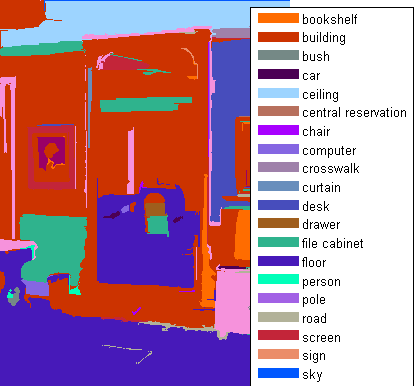 bookshelf
building
bush
car
ceiling
central reservation
chair
computer
crosswalk
curtain
desk
drawer
file cabinet
floor
person
pole
road
screen
sign
sky